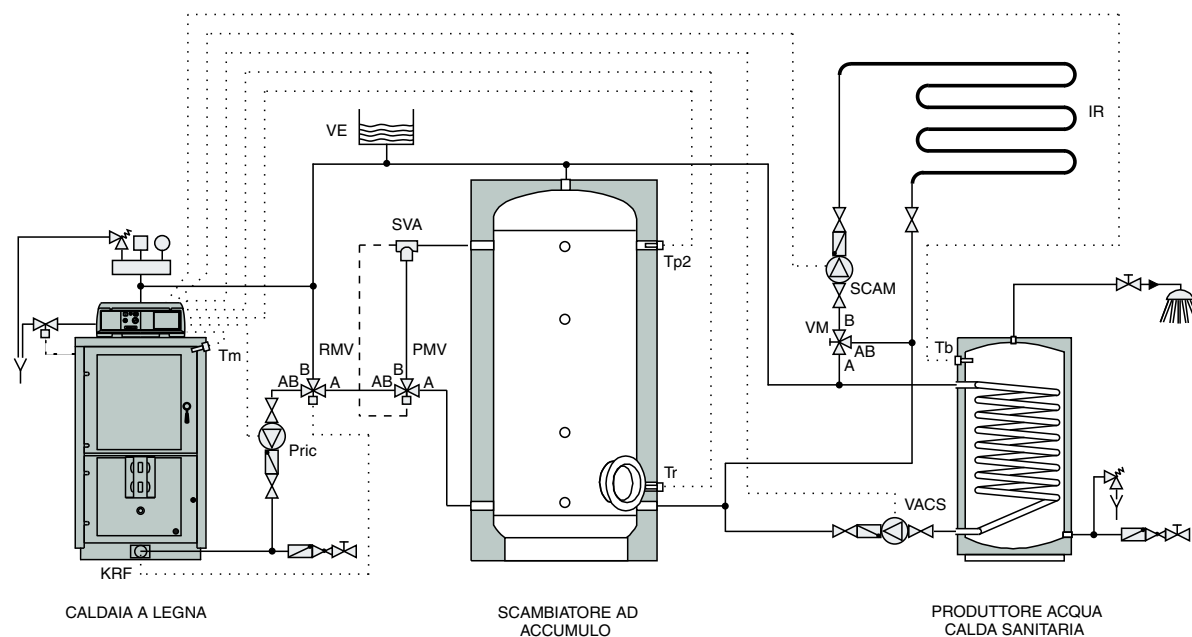 VE
IR
SVA
Tp2
SCAM
B
VM
AB
A
Tm
RMV
PMV
B
AB
A
B
AB
A
Tb
Pric
Tr
VACS
KRF
CALDAIA A LEGNA
SCAMBIATORE AD
ACCUMULO
PRODUTTORE ACQUA
CALDA SANITARIA